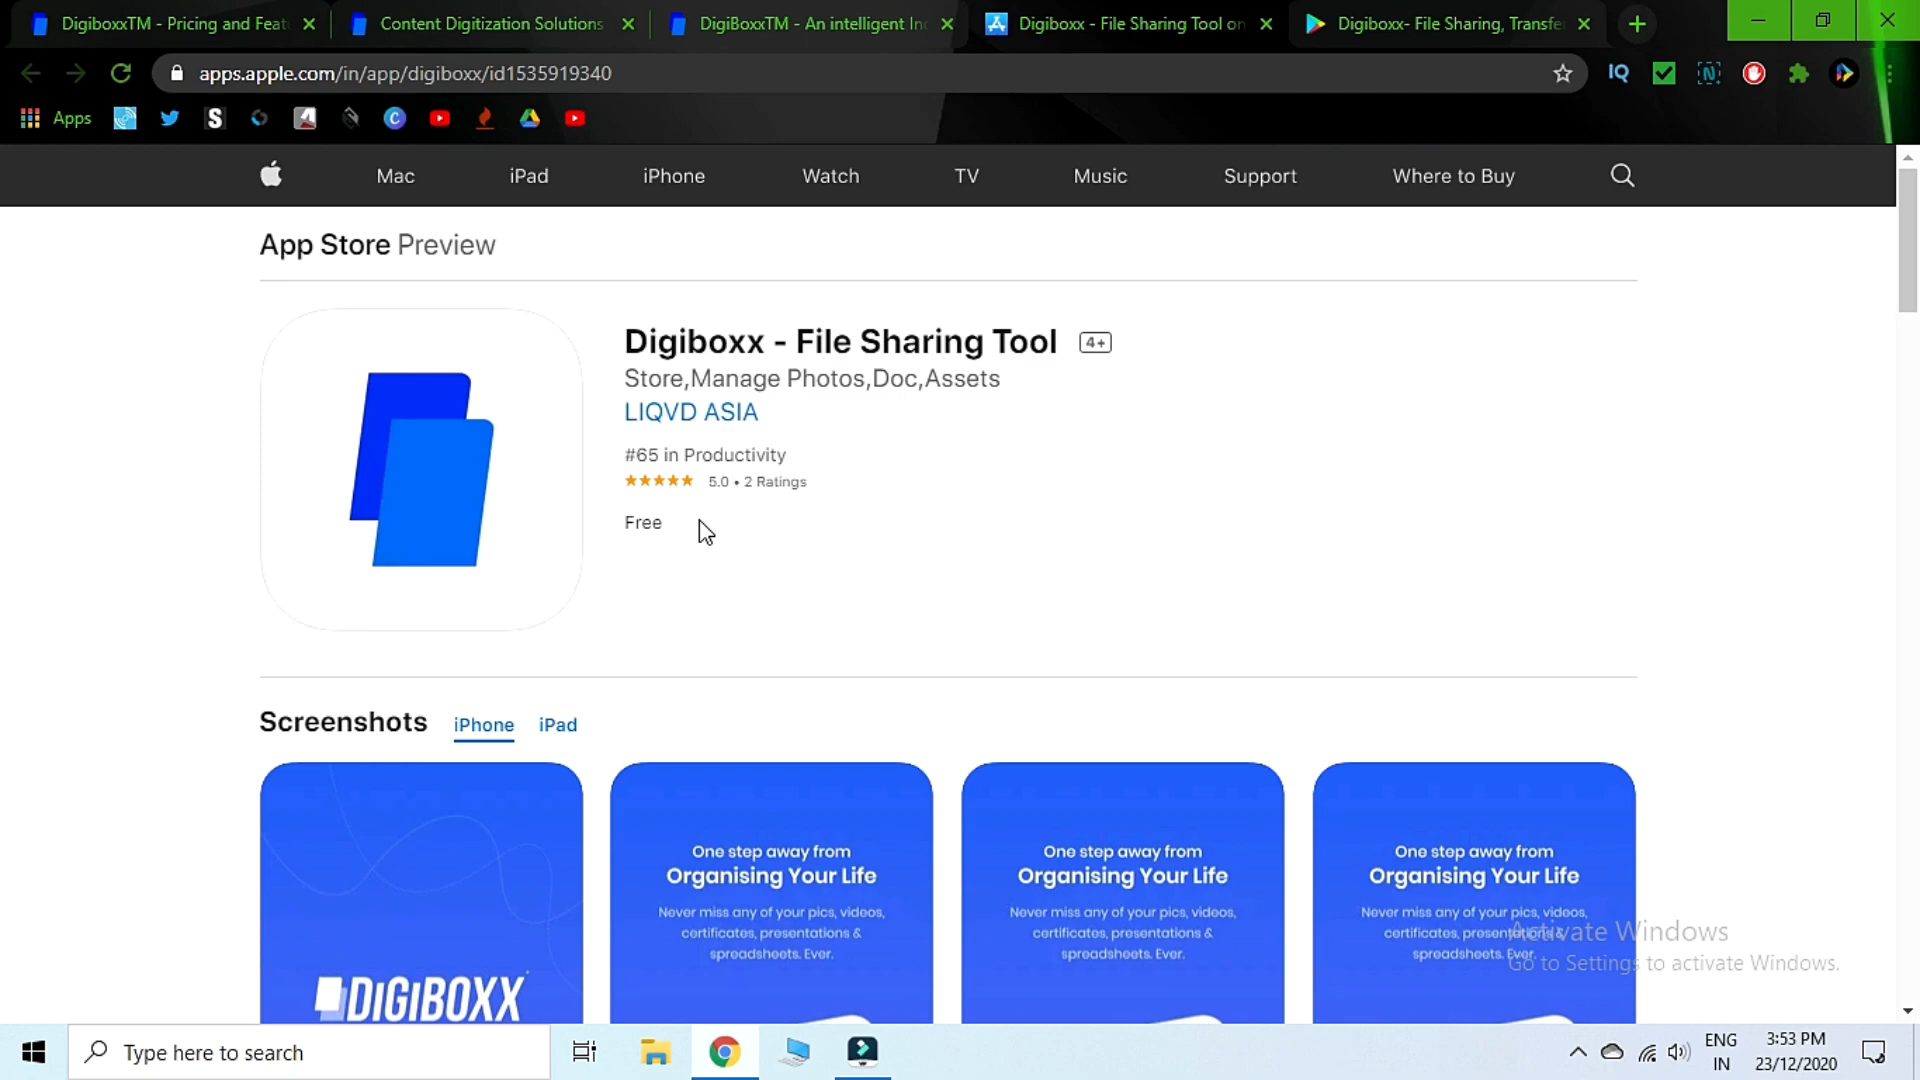 DigiboxxTM - Pricing and Feat
Content Digitization Solutions
DigiBoxxTM - An intelligent In
Digiboxx - File Sharing Tool on
Digiboxx- File Sharing, Transfe
apps.apple.com/in/app/digiboxx/id1535919340
IQ
Apps
Mac
iPad
iPhone
Watch
TV
Music
Support
Where to Buy
App Store Preview
Digiboxx - File Sharing Tool 4+
Store,Manage Photos,Doc,Assets
LIQVD ASIA
#65 in Productivity
5.0 • 2 Ratings
Free
Screenshots iPhone iPad
DIGIBOXX
One step away from
Organising Your Life
Never miss any of your pics, videos,
certificates, presentations &
spreadsheets. Ever.
One step away from
Organising Your Life
Never miss any of your pics, videos,
certificates, presentations &
spreadsheets. Ever.
One step away from
Organising Your Life
Never miss any of your pics, videos,
certificates, presentations &
spreadsheets. Ever.
Activate Windows
Go to Settings to activate Windows.
Type here to search
ENG
IN
3:53 PM
23/12/2020